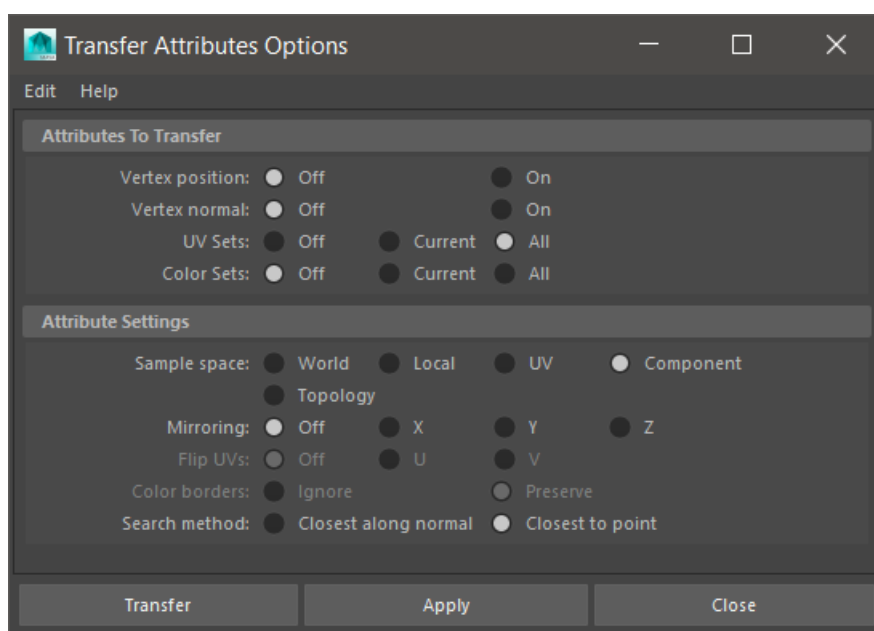 Transfer Attributes Options
Edit Help
Attributes To Transfer
Vertex position: Off On
Vertex normal: Off On
UV Sets: Off Current All
Color Sets: Off Current All
Attribute Settings
Sample space: World Local UV Component
Topology
Mirroring: Off X Y Z
Flip UVs: Off U V
Color borders: Ignore Preserve
Search method: Closest along normal Closest to point
Transfer Apply Close